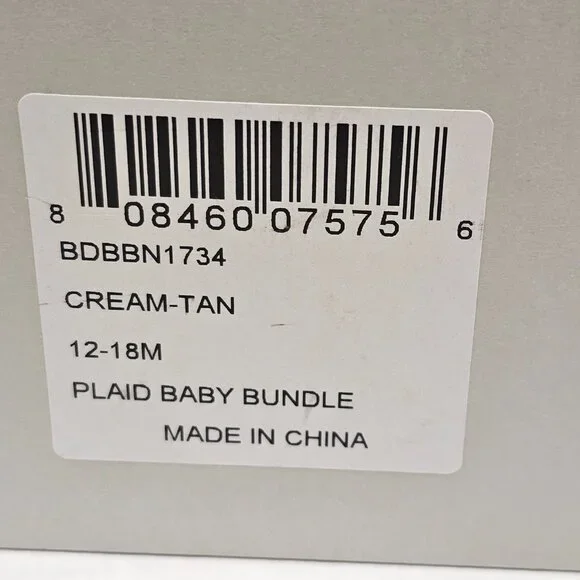 8 08460 07575 6
BDBBN1734
CREAM-TAN
12-18M
PLAID BABY BUNDLE
MADE IN CHINA